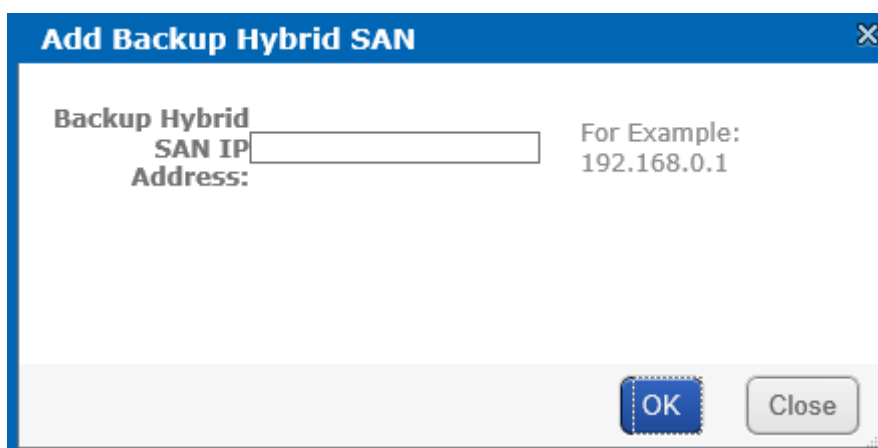 Add Backup Hybrid SAN
Backup Hybrid
SAN IP
Address:
For Example:
192.168.0.1
OK
Close